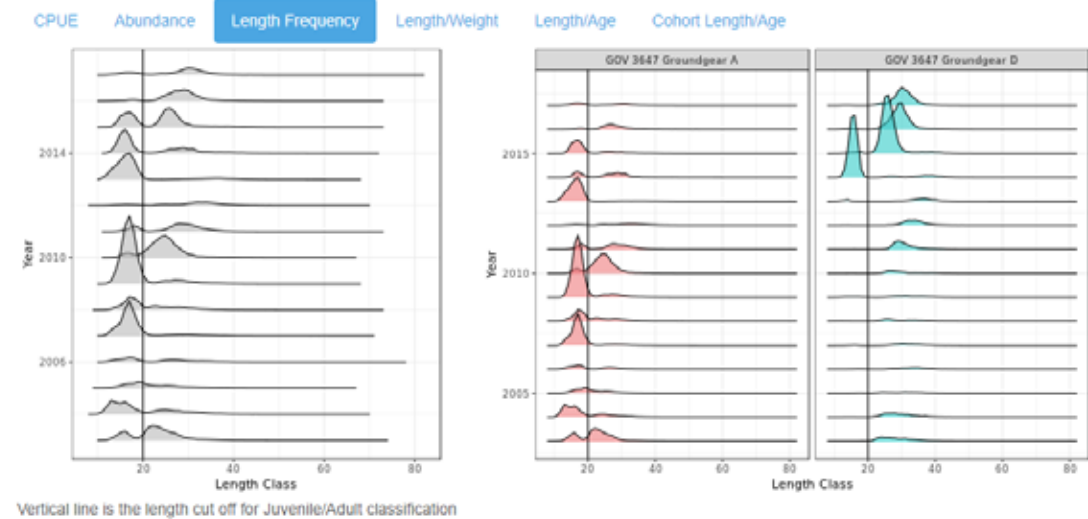 CPUE Abundance Length Frequency Length/Weight Length/Age Cohort Length/Age
GOV 3647 Groundgear A GOV 3647 Groundgear D
2014
2010
2006
Year
20 40 60 80
Length Class
2015
2010
2005
Year
20 40 60 80 20 40 60 80
Length Class
Vertical line is the length cut off for Juvenile/Adult classification